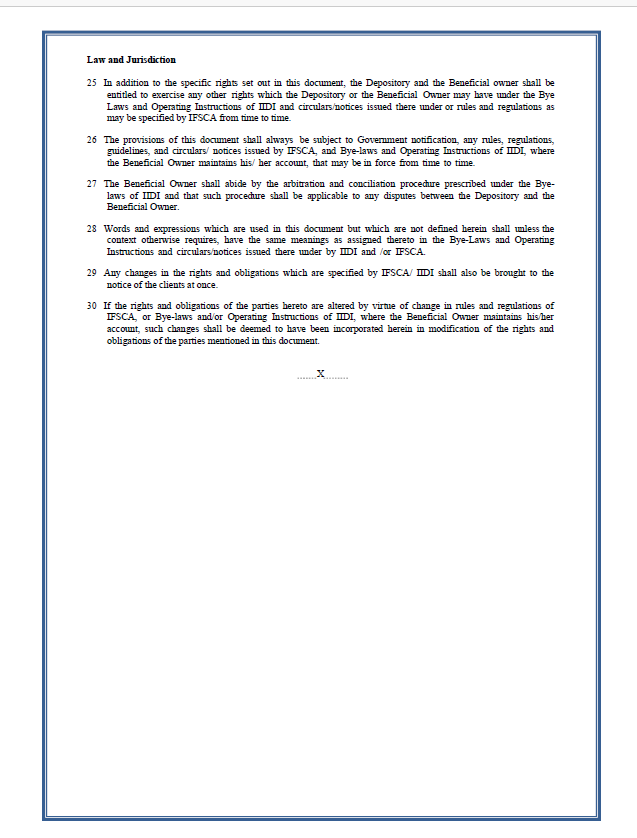 Law and Jurisdiction
25 In addition to the specific rights set out in this document, the Depository and the Beneficial owner shall be
entitled to exercise any other rights which the Depository or the Beneficial Owner may have under the Bye
Laws and Operating Instructions of IIDI and circulars/notices issued there under or rules and regulations as
may be specified by IFSCA from time to time.
26 The provisions of this document shall always be subject to Government notification, any rules, regulations,
guidelines, and circulars/ notices issued by IFSCA, and Bye-laws and Operating Instructions of IIDI, where
the Beneficial Owner maintains his/ her account, that may be in force from time to time.
27 The Beneficial Owner shall abide by the arbitration and conciliation procedure prescribed under the Bye-
laws of IIDI and that such procedure shall be applicable to any disputes between the Depository and the
Beneficial Owner.
28 Words and expressions which are used in this document but which are not defined herein shall unless the
context otherwise requires, have the same meanings as assigned thereto in the Bye-Laws and Operating
Instructions and circulars/notices issued there under by IIDI and /or IFSCA.
29 Any changes in the rights and obligations which are specified by IFSCA/ IIDI shall also be brought to the
notice of the clients at once.
30 If the rights and obligations of the parties hereto are altered by virtue of change in rules and regulations of
IFSCA, or Bye-laws and/or Operating Instructions of IIDI, where the Beneficial Owner maintains his/her
account, such changes shall be deemed to have been incorporated herein in modification of the rights and
obligations of the parties mentioned in this document.
.......X.........